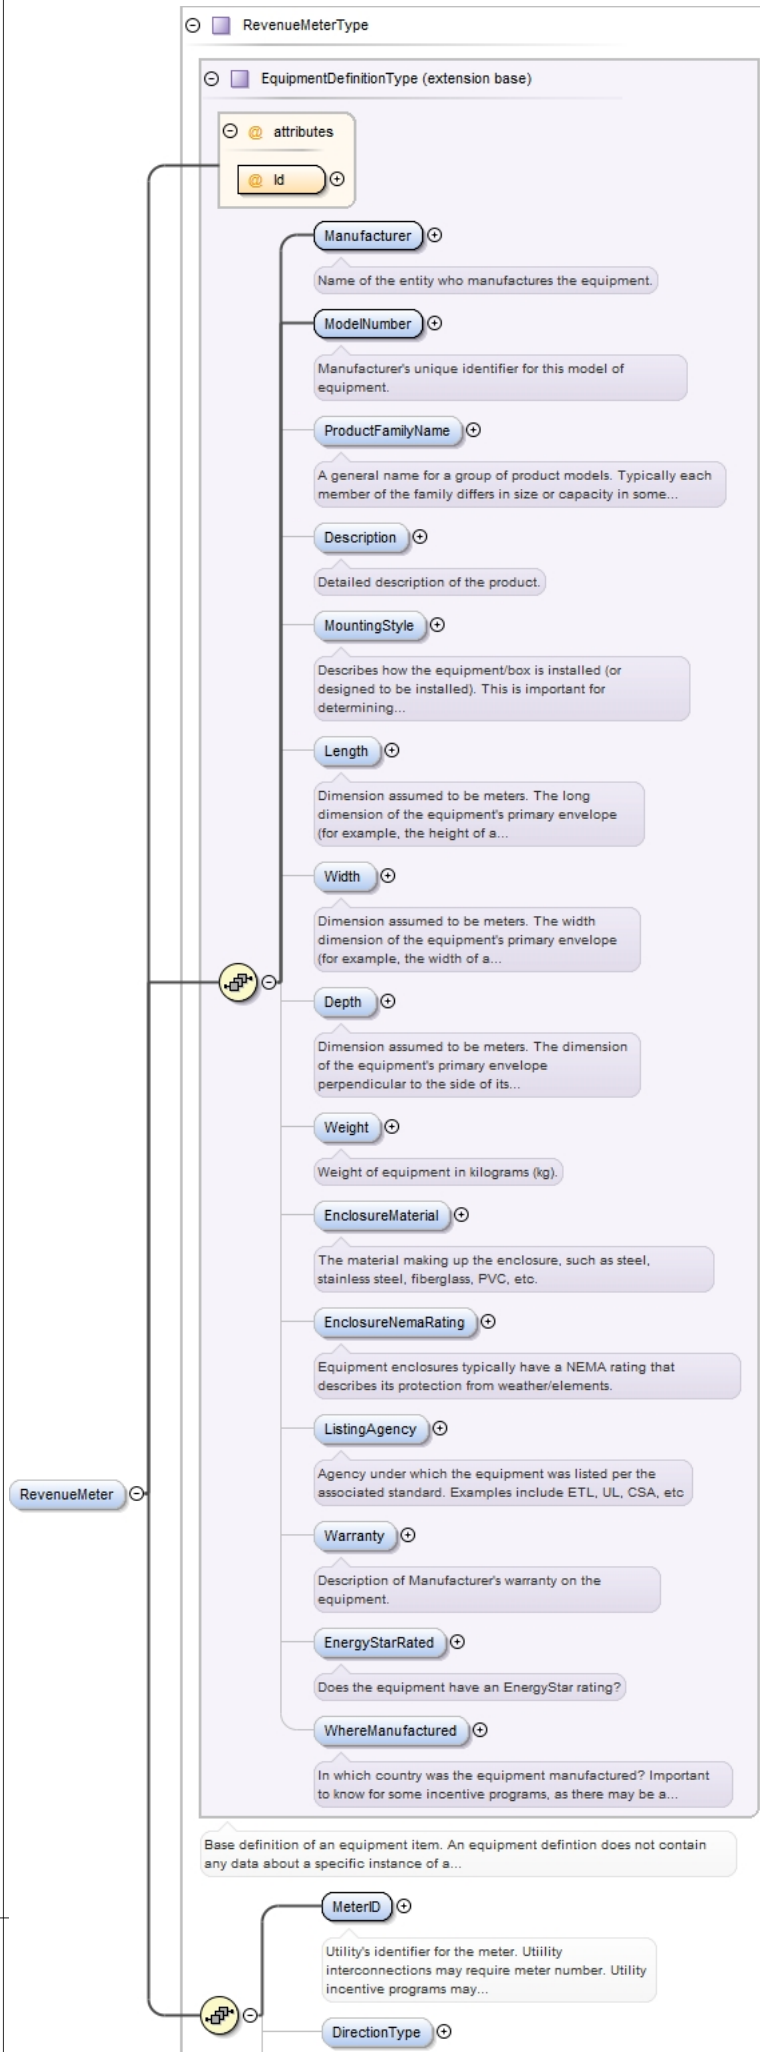 RevenueMeterType
EquipmentDefinitionType (extension base)
@ attributes
@ Id
Manufacturer
Name of the entity who manufactures the equipment.
ModelNumber
Manufacturer's unique identifier for this model of
equipment.
ProductFamilyName
A general name for a group of product models. Typically each
member of the family differs in size or capacity in some...
Description
Detailed description of the product.
MountingStyle
Describes how the equipment/box is installed (or
designed to be installed). This is important for
determining...
Length
Dimension assumed to be meters. The long
dimension of the equipment's primary envelope
(for example, the height of a...
Width
Dimension assumed to be meters. The width
dimension of the equipment's primary envelope
(for example, the width of a...
Depth
Dimension assumed to be meters. The dimension
of the equipment's primary envelope
perpendicular to the side of its...
Weight
Weight of equipment in kilograms (kg).
EnclosureMaterial
The material making up the enclosure, such as steel,
stainless steel, fiberglass, PVC, etc.
EnclosureNemaRating
Equipment enclosures typically have a NEMA rating that
describes its protection from weather/elements.
ListingAgency
Agency under which the equipment was listed per the
associated standard. Examples include ETL, UL, CSA, etc
RevenueMeter
Warranty
Description of Manufacturer's warranty on the
equipment.
EnergyStarRated
Does the equipment have an EnergyStar rating?
WhereManufactured
In which country was the equipment manufactured? Important
to know for some incentive programs, as there may be a...
Base definition of an equipment item. An equipment defintion does not contain
any data about a specific instance of a...
MeterID
Utility's identifier for the meter. Utiility
interconnections may require meter number. Utility
incentive programs may...
DirectionType